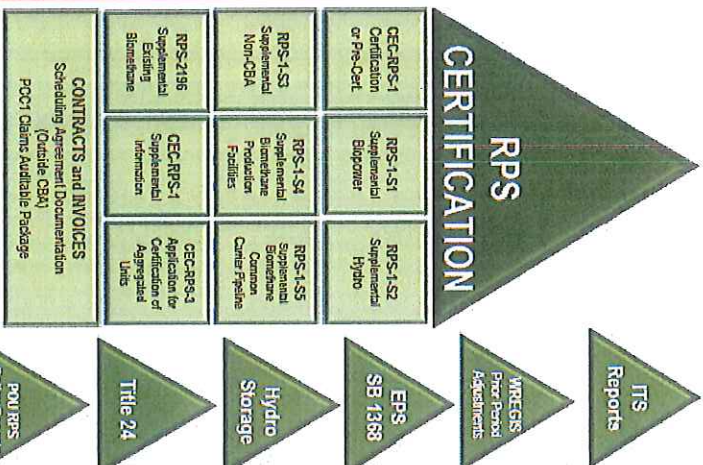 RPS
CERTIFICATION
CEC-RPS-1
Certification
or Pre-Cert.
RPS-1-S1
Supplemental
Biopower
RPS-1-S2
Supplemental
Hydro
RPS-1-S3
Supplemental
Non-CBA
RPS-1-S4
Supplemental
Biomethane
Production
Facilities
RPS-1-S5
Supplemental
Biomethane
Common
Carrier Pipeline
RPS-2196
Supplemental
Existing
Biomethane
CEC-RPS-1
Supplemental
Information
CEC-RPS-3
Application for
Certification of
Aggregated
Units
CONTRACTS and INVOICES
Scheduling Agreement Documentation
(Outside CBA)
PCC1 Claims Auditable Package
ITS
Reports
WREGIS
Prior Period
Adjustments
EPS
SB 1368
Hydro
Storage
Title 24
POU RPS